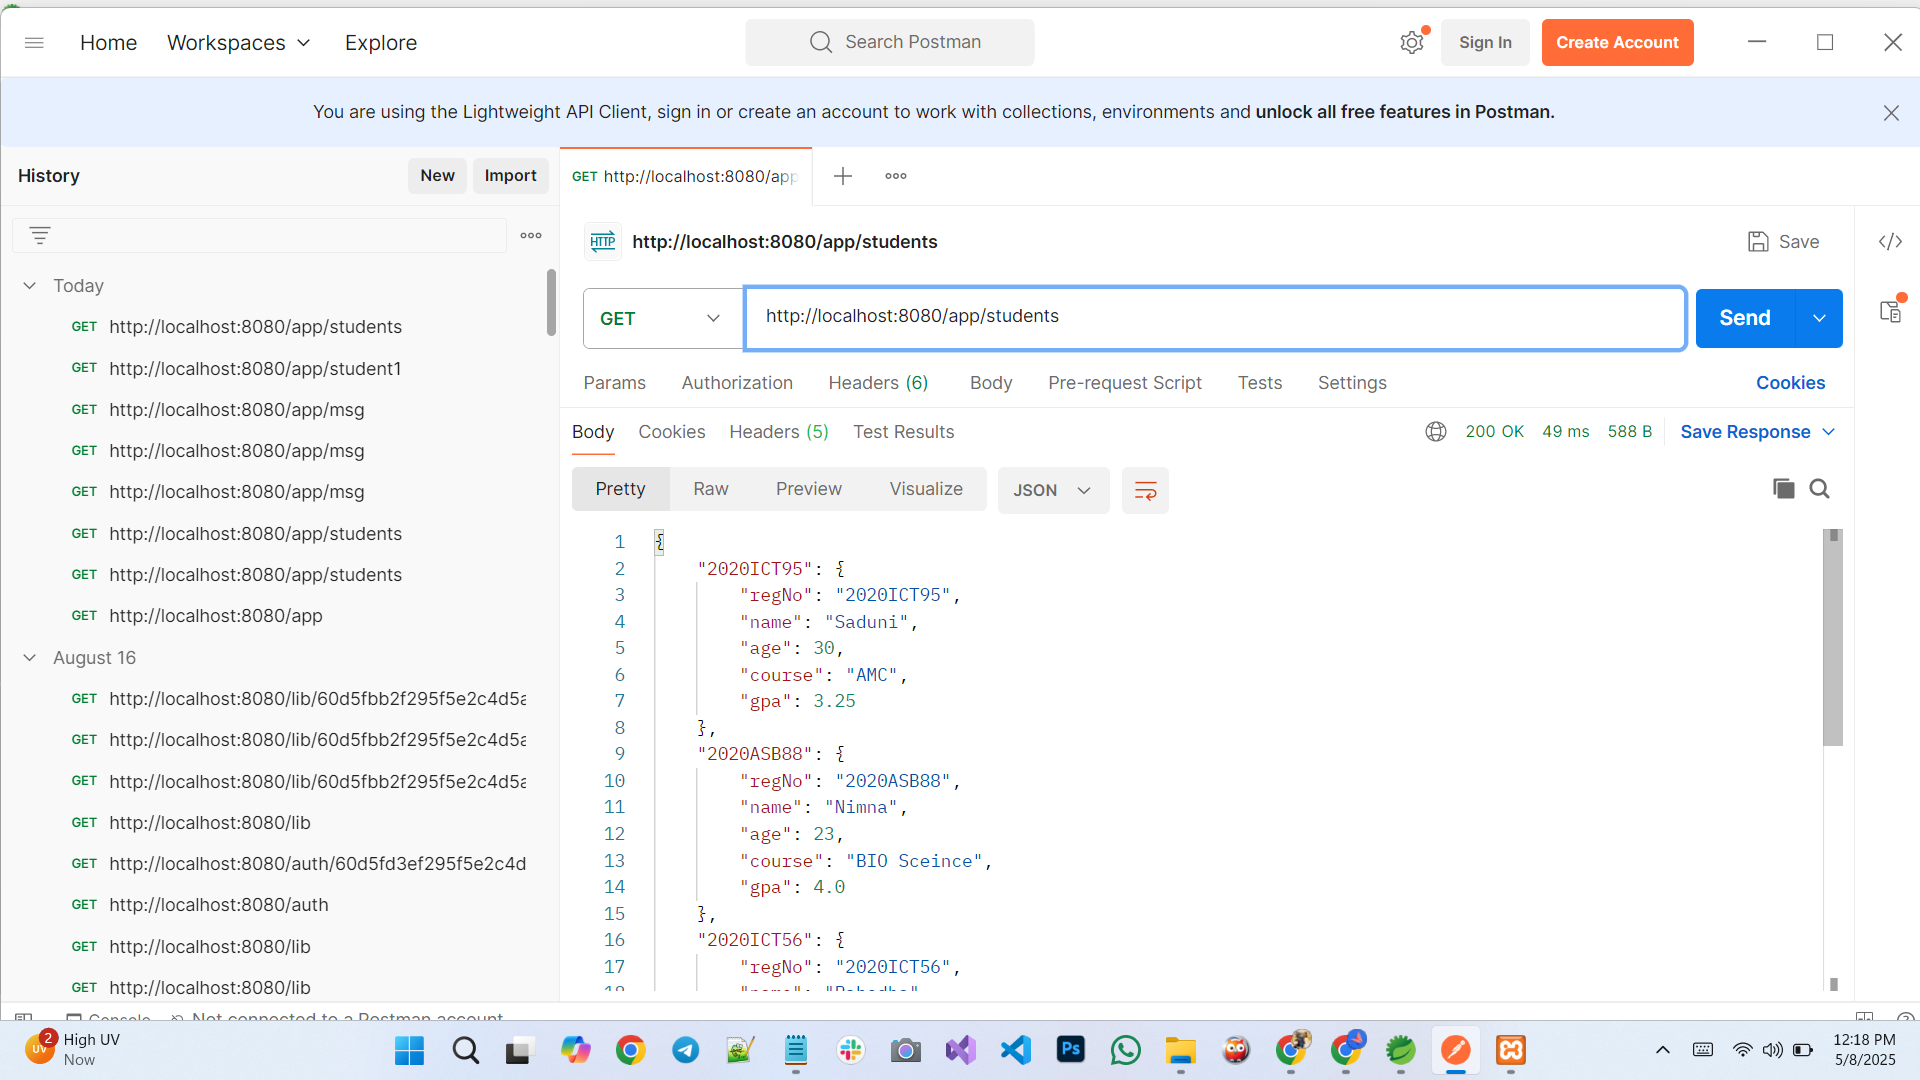 Home
Workspaces
Explore
Search Postman
Sign In
Create Account
You are using the Lightweight API Client, sign in or create an account to work with collections, environments and unlock all free features in Postman.
History
New
Import
Today
GET http://localhost:8080/app/students
GET http://localhost:8080/app/student1
GET http://localhost:8080/app/msg
GET http://localhost:8080/app/msg
GET http://localhost:8080/app/msg
GET http://localhost:8080/app/students
GET http://localhost:8080/app/students
GET http://localhost:8080/app
August 16
GET http://localhost:8080/lib/60d5fbb2f295f5e2c4d5a
GET http://localhost:8080/lib/60d5fbb2f295f5e2c4d5a
GET http://localhost:8080/lib/60d5fbb2f295f5e2c4d5a
GET http://localhost:8080/lib
GET http://localhost:8080/auth/60d5fd3ef295f5e2c4d
GET http://localhost:8080/auth
GET http://localhost:8080/lib
GET http://localhost:8080/lib
GET http://localhost:8080/app
HTTP http://localhost:8080/app/students
Save
GET http://localhost:8080/app/students
Send
Params Authorization Headers (6) Body Pre-request Script Tests Settings Cookies
Body Cookies Headers (5) Test Results 200 OK 49 ms 588 B Save Response
Pretty Raw Preview Visualize JSON
1 {
2 "2020ICT95": {
3 "regNo": "2020ICT95",
4 "name": "Saduni",
5 "age": 30,
6 "course": "AMC",
7 "gpa": 3.25
8 },
9 "2020ASB88": {
10 "regNo": "2020ASB88",
11 "name": "Nimna",
12 "age": 23,
13 "course": "BIO Sceince",
14 "gpa": 4.0
15 },
16 "2020ICT56": {
17 "regNo": "2020ICT56",
Console Not connected to a Postman account
UV 2 High UV
Now
Ps
12:18 PM
5/8/2025